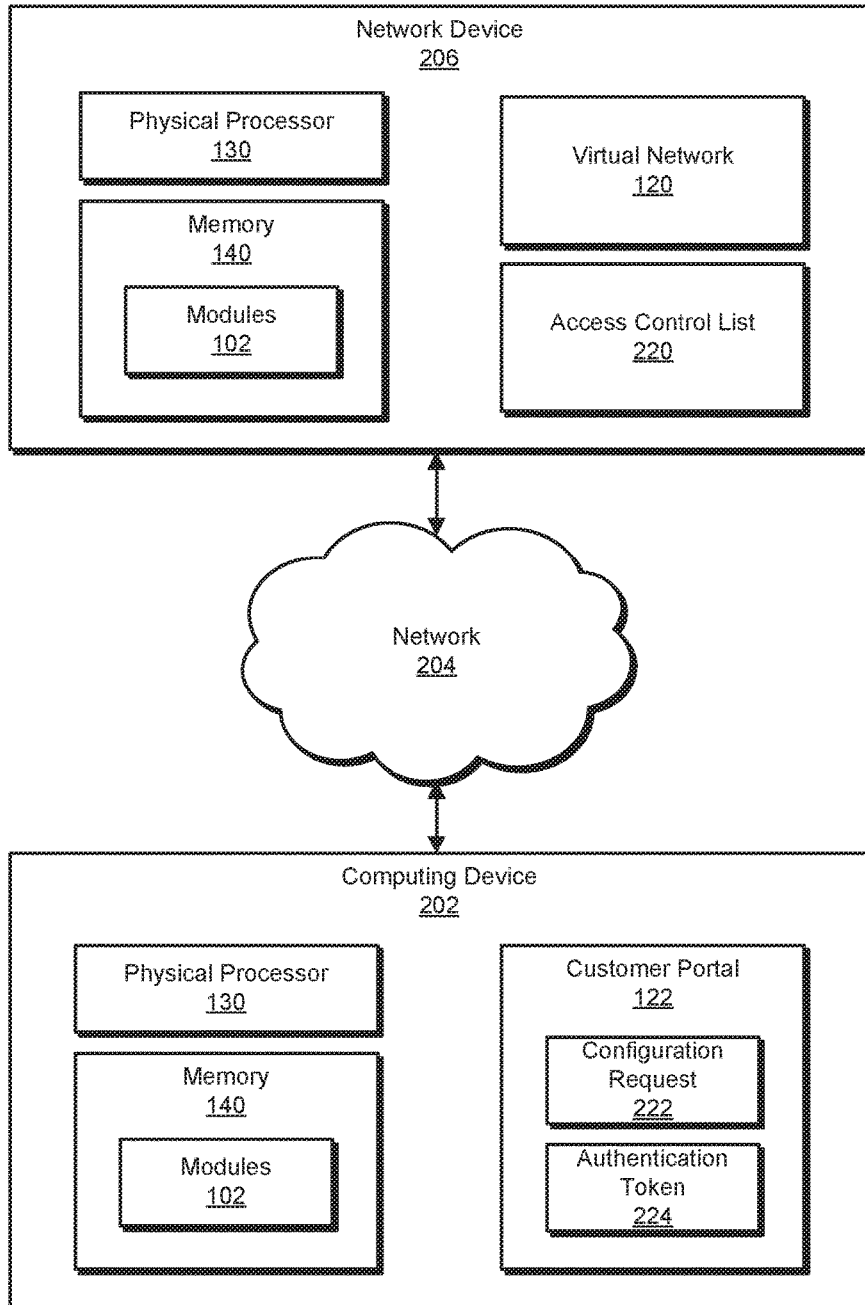 Network Device
206
Physical Processor
130
Memory
140
Modules
102
Virtual Network
120
Access Control List
220
Network
204
Computing Device
202
Physical Processor
130
Memory
140
Modules
102
Customer Portal
122
Configuration
Request
222
Authentication
Token
224